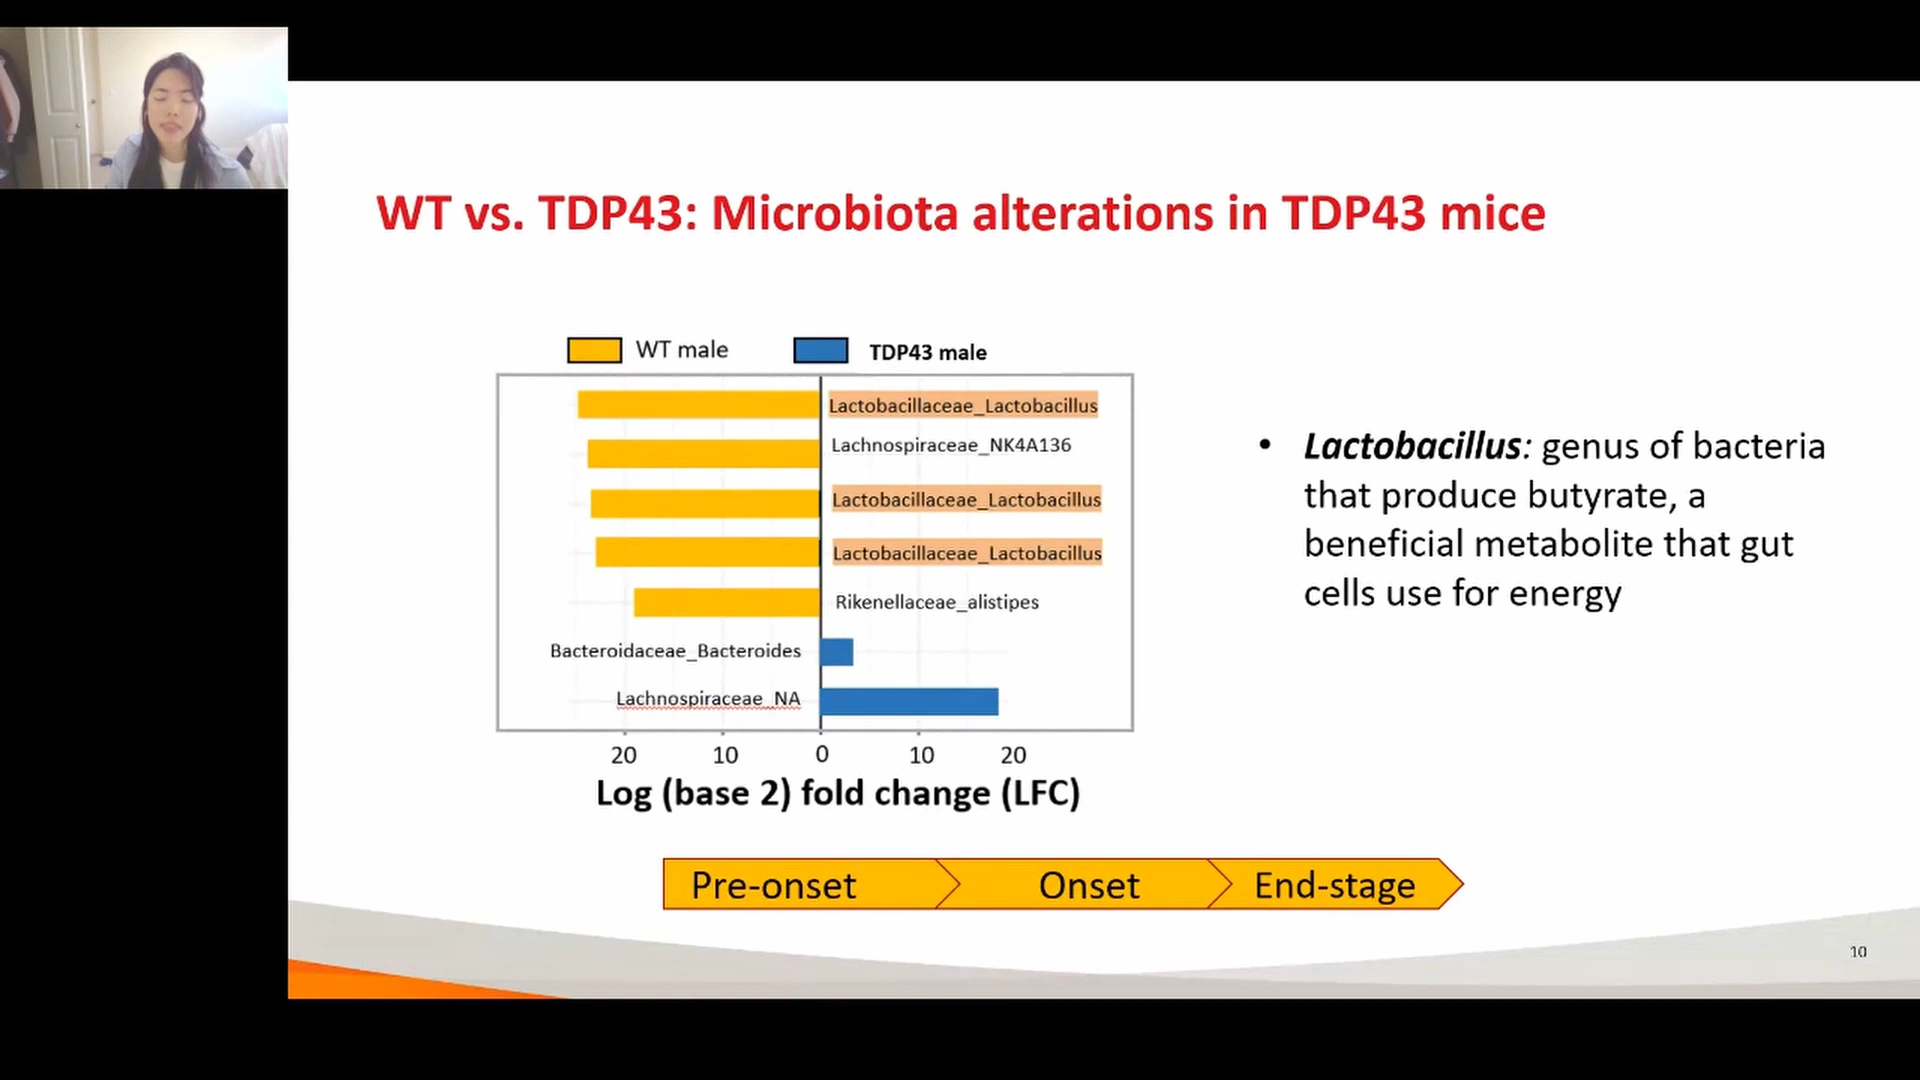 WT vs. TDP43: Microbiota alterations in TDP43 mice
WT male
TDP43 male
Lactobacillaceae_Lactobacillus
Lachnospiraceae_NK4A136
Lactobacillaceae_Lactobacillus
Lactobacillaceae_Lactobacillus
Rikenellaceae_alistipes
Bacteroidaceae_Bacteroides
Lachnospiraceae_NA
20 10 0 10 20
Log (base 2) fold change (LFC)
• Lactobacillus: genus of bacteria
that produce butyrate, a
beneficial metabolite that gut
cells use for energy
Pre-onset
Onset
End-stage
10